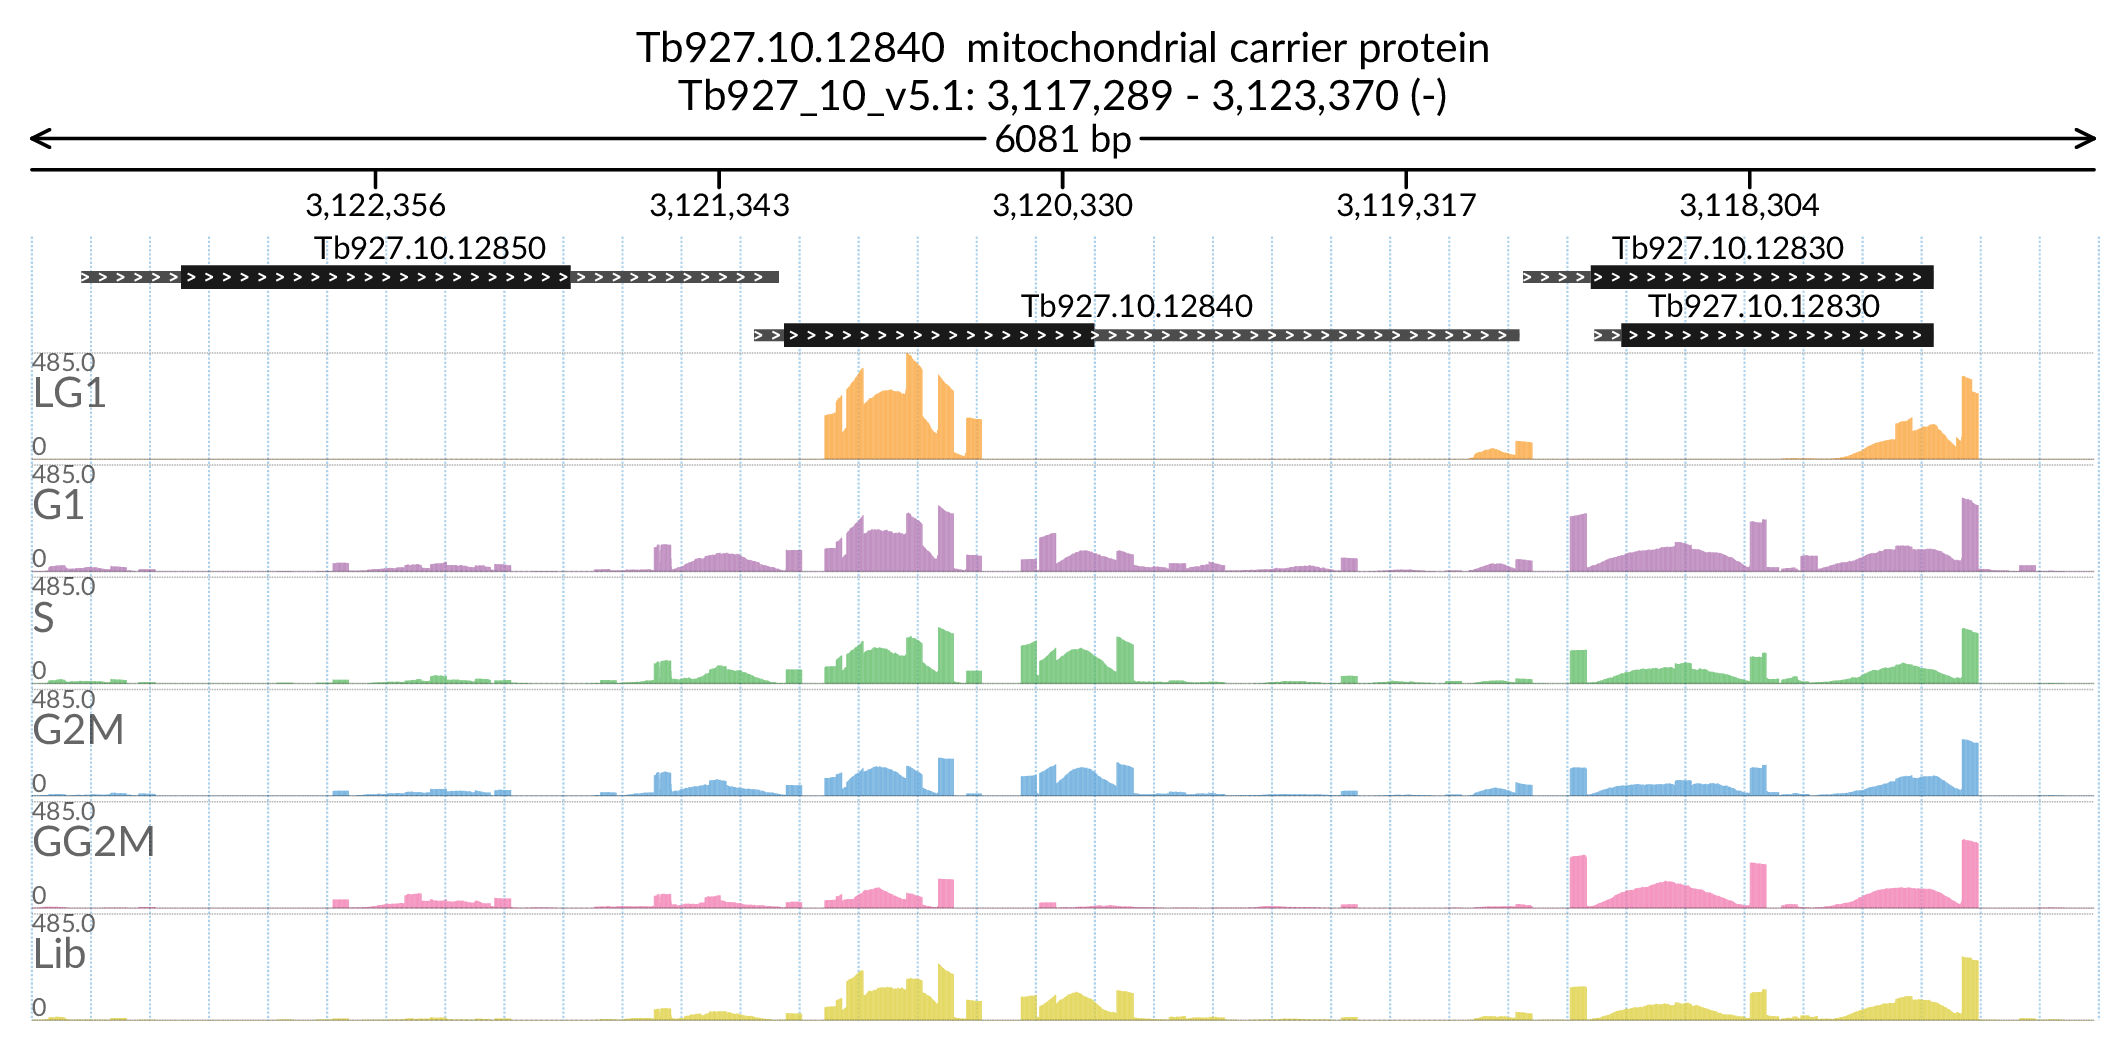 Tb927.10.12840 mitochondrial carrier protein
Tb927_10_v5.1: 3,117,289 - 3,123,370 (-)
6081 bp
3,122,356 3,121,343 3,120,330 3,119,317 3,118,304
Tb927.10.12850 Tb927.10.12830
Tb927.10.12840 Tb927.10.12830
485.0
LG1
0
485.0
G1
0
485.0
S
0
485.0
G2M
0
485.0
GG2M
0
485.0
Lib
0